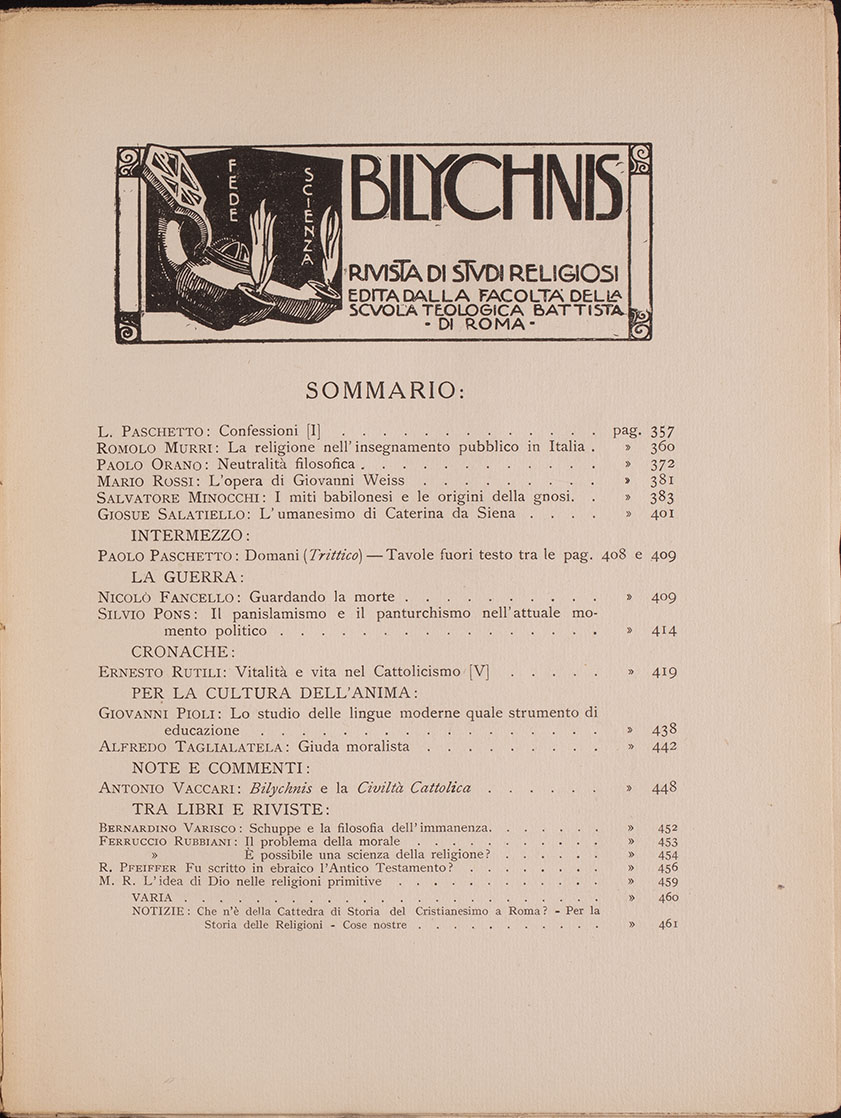 FEDE
SCIENZA
BILYCHNIS
RIVISTA DI STVDI RELIGIOSI
EDITA DALLA FACOLTA DELLA
SCVOLA TEOLOGICA BATTISTA
· DI ROMA ·
SOMMARIO:
L. PASCHETTO: Confessioni [I] . . . . . . . . . . . . . pag. 357
ROMOLO MURRI: La religione nell'insegnamento pubblico in Italia . » 360
PAOLO ORANO: Neutralità filosofica . . . . . . . . . . . . » 372
MARIO ROSSI: L'opera di Giovanni Weiss . . . . . . . . . » 381
SALVATORE MINOCCHI: I miti babilonesi e le origini della gnosi. . » 383
GIOSUE SALATIELLO: L'umanesimo di Caterina da Siena . . . . » 401
INTERMEZZO:
PAOLO PASCHETTO: Domani (Trittico) — Tavole fuori testo tra le pag. 408 e 409
LA GUERRA:
NICOLÒ FANCELLO: Guardando la morte . . . . . . . . . . » 409
SILVIO PONS: Il panislamismo e il panturchismo nell'attuale mo-
mento politico . . . . . . . . . . . . . . . . » 414
CRONACHE:
ERNESTO RUTILI: Vitalità e vita nel Cattolicismo [V] . . . . . » 419
PER LA CULTURA DELL'ANIMA:
GIOVANNI PIOLI: Lo studio delle lingue moderne quale strumento di
educazione . . . . . . . . . . . . . . . . . » 438
ALFREDO TAGLIALATELA: Giuda moralista . . . . . . . . . » 442
NOTE E COMMENTI:
ANTONIO VACCARI: Bilychnis e la Civiltà Cattolica . . . . . . » 448
TRA LIBRI E RIVISTE:
BERNARDINO VARISCO: Schuppe e la filosofia dell'immanenza. . . . . . . » 452
FERRUCCIO RUBBIANI: Il problema della morale . . . . . . . . . . . » 453
» È possibile una scienza della religione? . . . . . . » 454
R. PFEIFFER Fu scritto in ebraico l'Antico Testamento? . . . . . . . . » 456
M. R. L'idea di Dio nelle religioni primitive . . . . . . . . . . . » 459
VARIA . . . . . . . . . . . . . . . . . . . . . . . » 460
NOTIZIE: Che n'è della Cattedra di Storia del Cristianesimo a Roma? - Per la
Storia delle Religioni - Cose nostre . . . . . . . . . . . » 461